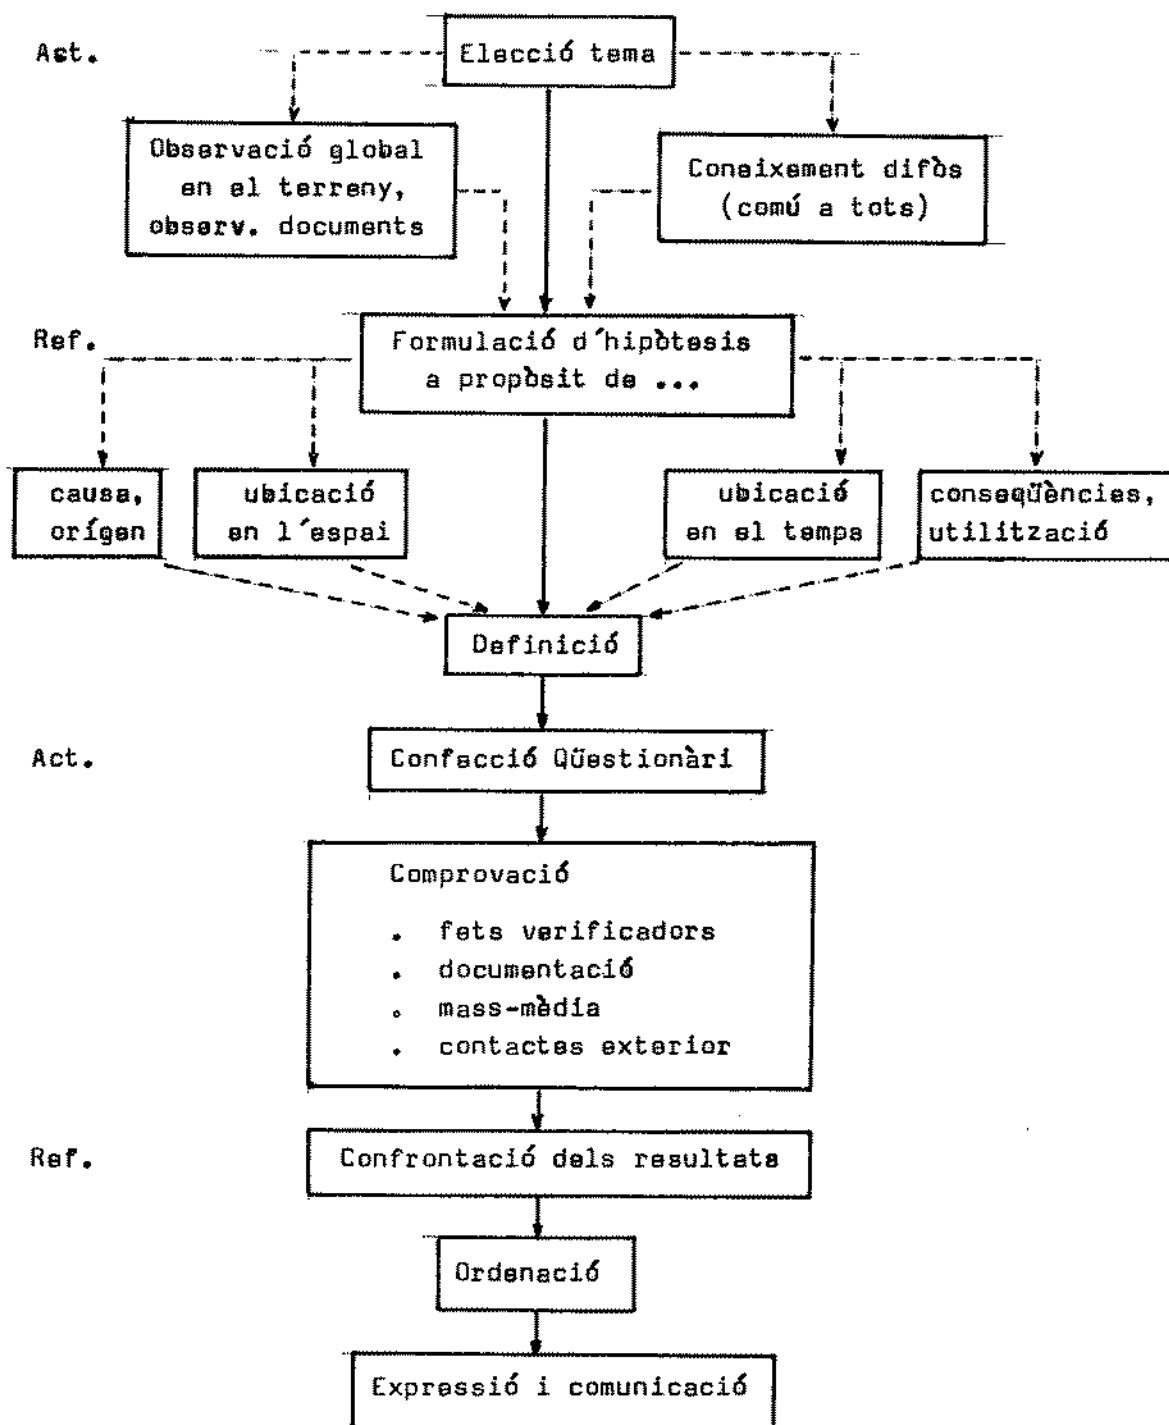 Act.
Elecció tema
Observació global
en el terreny,
observ. documents
Coneixement difòs
(comú a tots)
Ref.
Formulació d'hipòtesis
a propòsit de ...
causa,
orígen
ubicació
en l'espai
ubicació
en el temps
conseqüències,
utilització
Definició
Act.
Confecció Qüestionàri
Comprovació
. fets verificadors
. documentació
. mass-mèdia
. contactes exterior
Ref.
Confrontació dels resultats
Ordenació
Expressió i comunicació